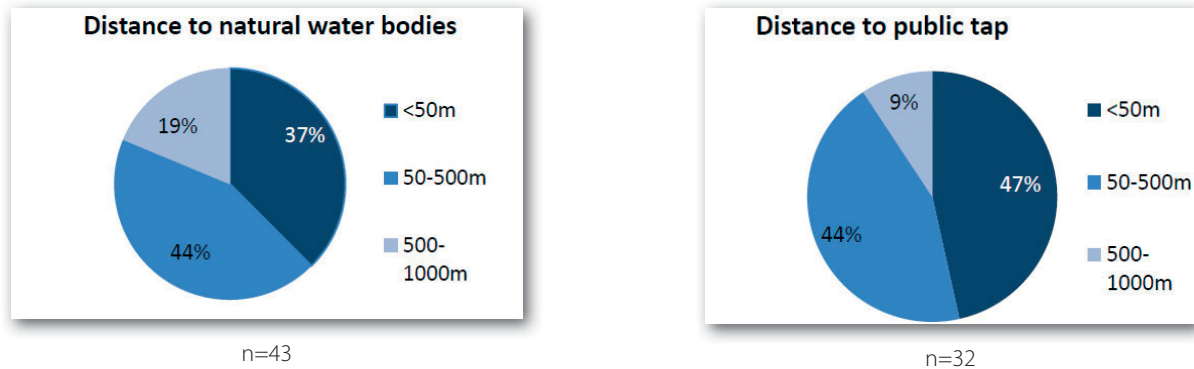 Distance to natural water bodies
19%
37%
44%
<50m
50-500m
500-
1000m
n=43
Distance to public tap
9%
47%
44%
<50m
50-500m
500-
1000m
n=32